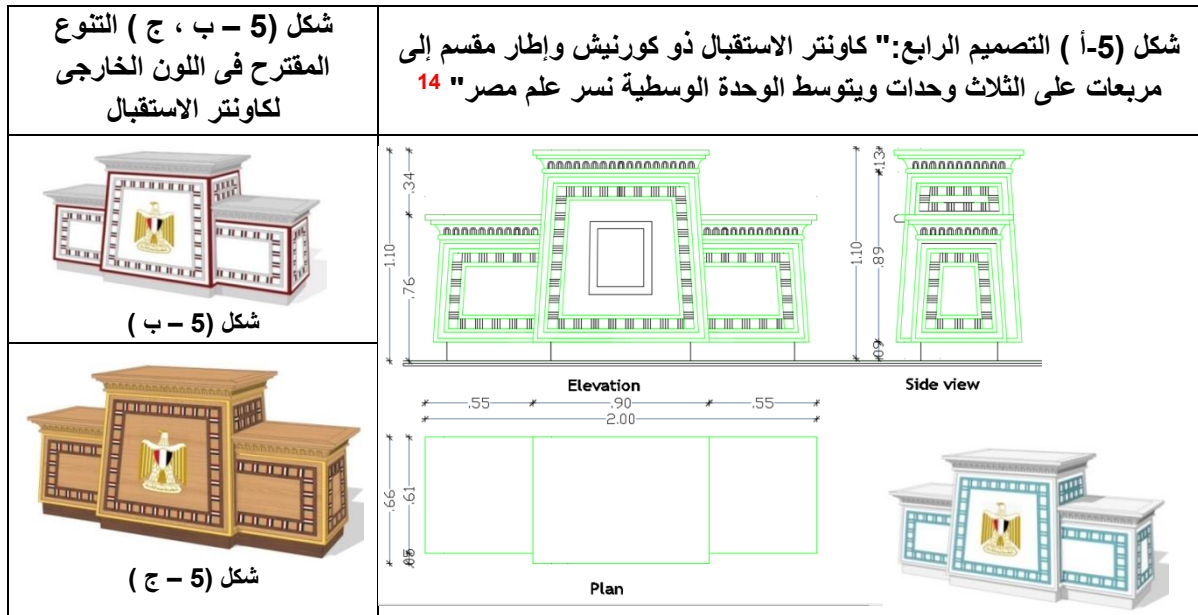 شكل (5-أ ) التصميم الرابع:" كاونتر الاستقبال ذو كورنيش وإطار مقسم إلى
مربعات على الثلاث وحدات ويتوسط الوحدة الوسطية نسر علم مصر" 14
شكل (5 – ب ، ج ) التنوع
المقترح فى اللون الخارجى
لكاونتر الاستقبال
شكل (5 – ب )
شكل (5 – ج )
1.10
.34
.76
Elevation
1.10
.13
.89
.09
Side view
.55
.90
.55
2.00
.66
.61
Plan